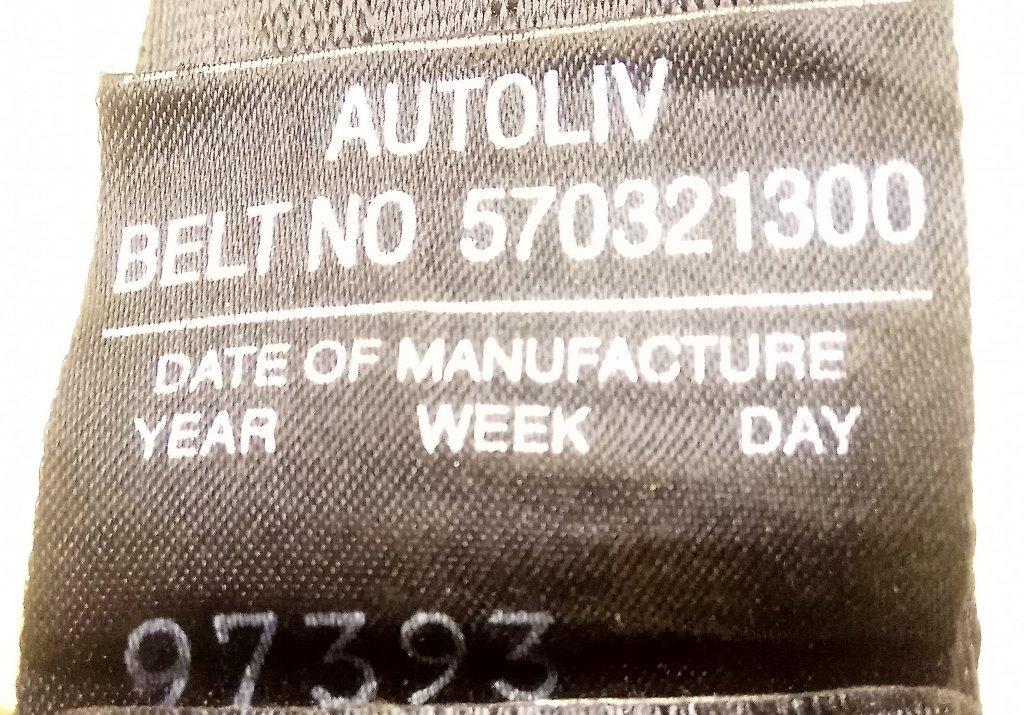 AUTOLIV
BELT NO 570321300
DATE OF MANUFACTURE
YEAR WEEK DAY
97393